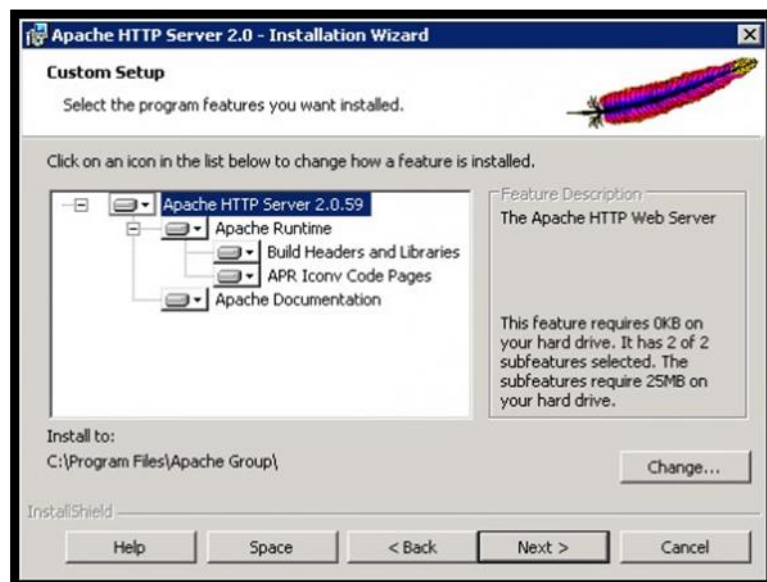 Apache HTTP Server 2.0 - Installation Wizard
Custom Setup
Select the program features you want installed.
Click on an icon in the list below to change how a feature is installed.
Apache HTTP Server 2.0.59
Apache Runtime
Build Headers and Libraries
APR Iconv Code Pages
Apache Documentation
Feature Description
The Apache HTTP Web Server
This feature requires 0KB on
your hard drive. It has 2 of 2
subfeatures selected. The
subfeatures require 25MB on
your hard drive.
Install to:
C:\Program Files\Apache Group\
Change...
InstallShield
Help
Space
< Back
Next >
Cancel